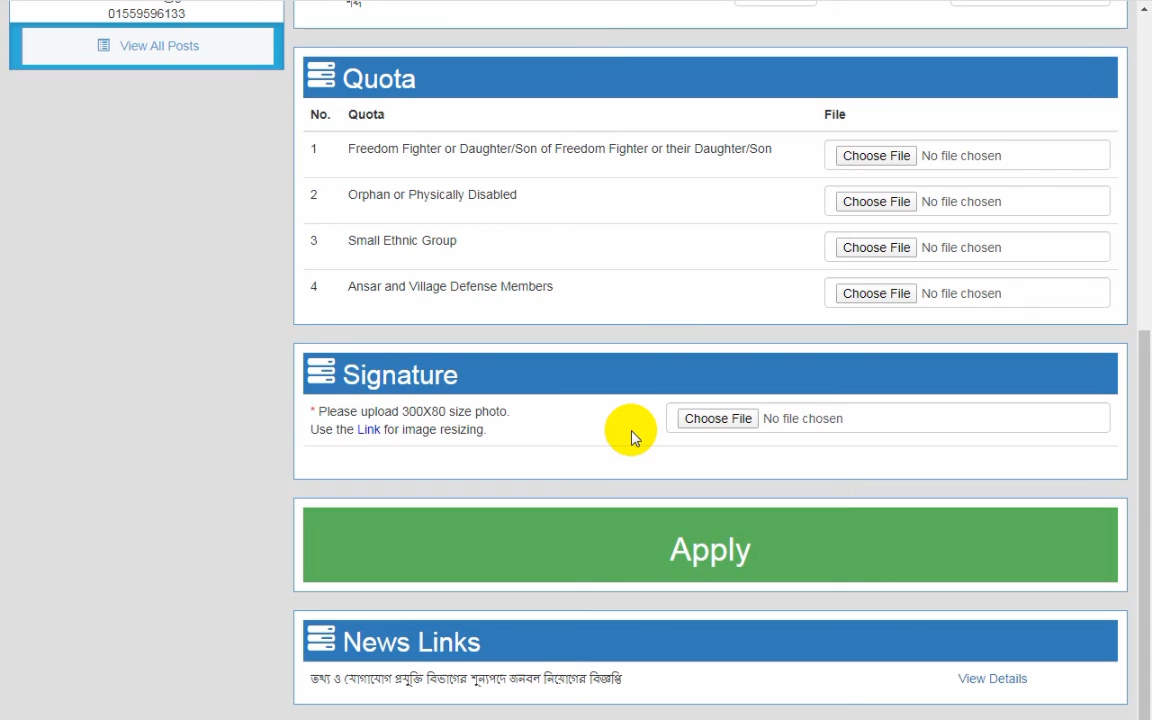 01559596133
View All Posts
Quota
No. Quota File
1 Freedom Fighter or Daughter/Son of Freedom Fighter or their Daughter/Son Choose File No file chosen
2 Orphan or Physically Disabled Choose File No file chosen
3 Small Ethnic Group Choose File No file chosen
4 Ansar and Village Defense Members Choose File No file chosen
Signature
* Please upload 300X80 size photo.
Use the Link for image resizing.
Choose File No file chosen
Apply
News Links
তথ্য ও যোগাযোগ প্রযুক্তি বিভাগের শূন্যপদে জনবল নিয়োগের বিজ্ঞপ্তি View Details